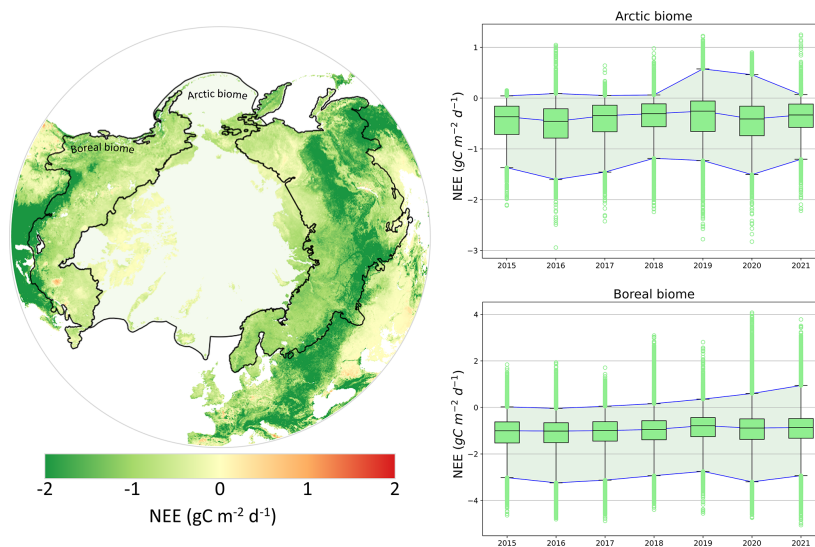 Arctic biome
Boreal biome
-2 -1 0 1 2
NEE (gC m⁻² d⁻¹)
Arctic biome
NEE (gC m⁻² d⁻¹)
1
0
−1
−2
−3
2015 2016 2017 2018 2019 2020 2021
Boreal biome
NEE (gC m⁻² d⁻¹)
4
2
0
−2
−4
2015 2016 2017 2018 2019 2020 2021